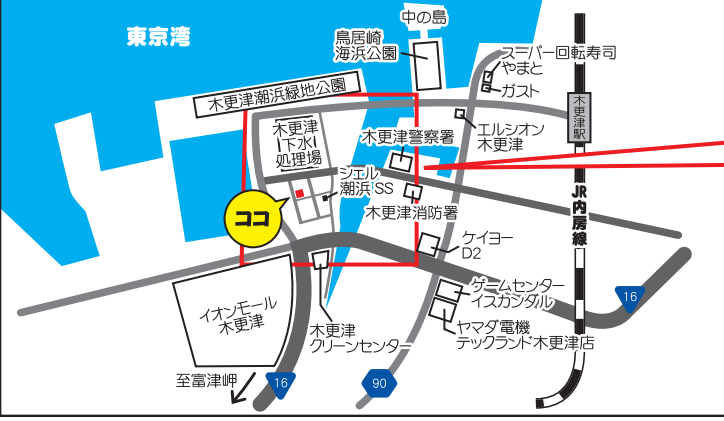 中の島
東京湾
鳥居崎
海浜公園
スーパー回転寿司
やまと
ガスト
木更津潮浜緑地公園
木更津駅
木更津
下水
処理場
木更津警察署
エルシオン
木更津
シェル
潮浜SS
ココ
木更津消防署
JR内房線
ケイヨー
D2
ゲームセンター
イスカンダル
16
イオンモール
木更津
木更津
クリーンセンター
ヤマダ電機
テックランド木更津店
至富津岬
16
90